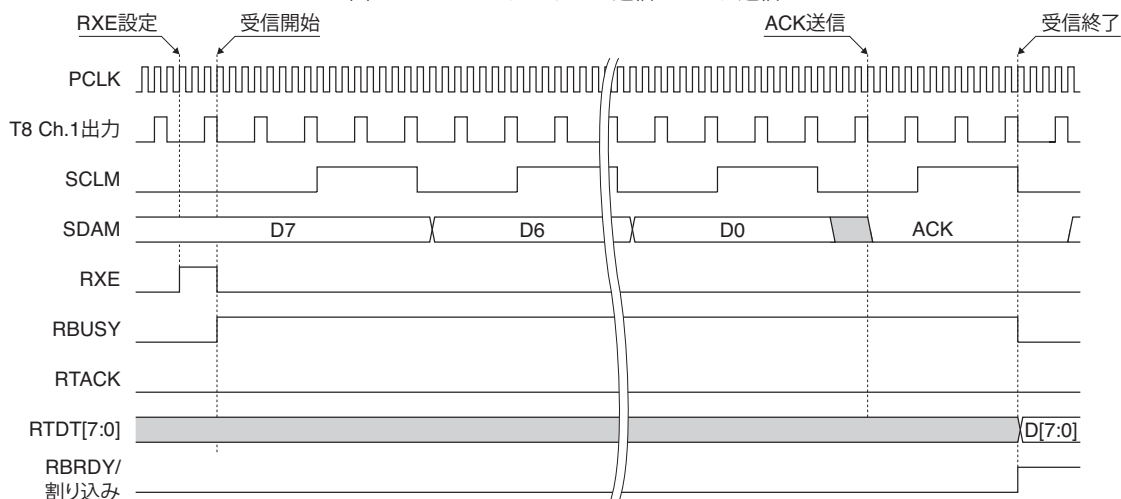 RXE設定 受信開始 ACK送信 受信終了
PCLK
T8 Ch.1出力
SCLM
SDAM D7 D6 D0 ACK
RXE
RBUSY
RTACK
RTDT[7:0] D[7:0]
RBRDY/
割り込み